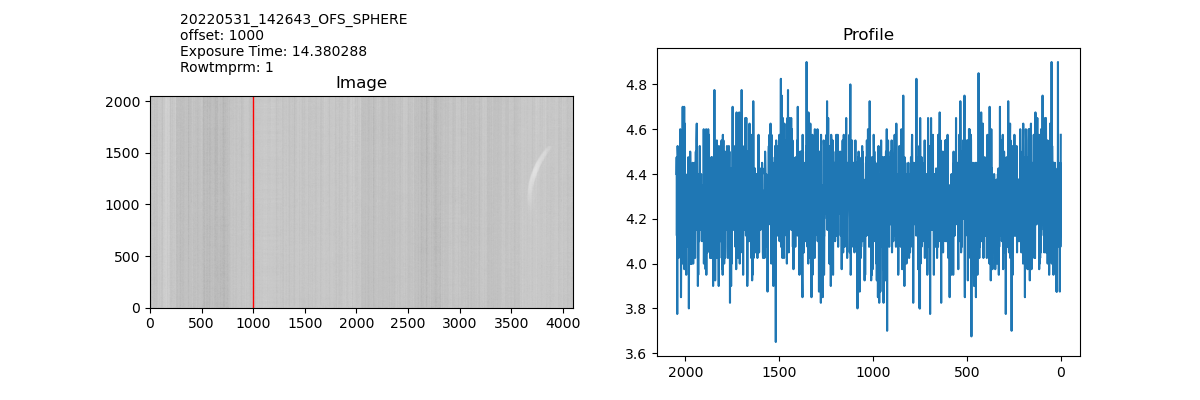 20220531_142643_OFS_SPHERE
offset: 1000
Exposure Time: 14.380288
Rowtmprm: 1
Image
2000
1500
1000
500
0
0 500 1000 1500 2000 2500 3000 3500 4000
Profile
4.8
4.6
4.4
4.2
4.0
3.8
3.6
2000 1500 1000 500 0